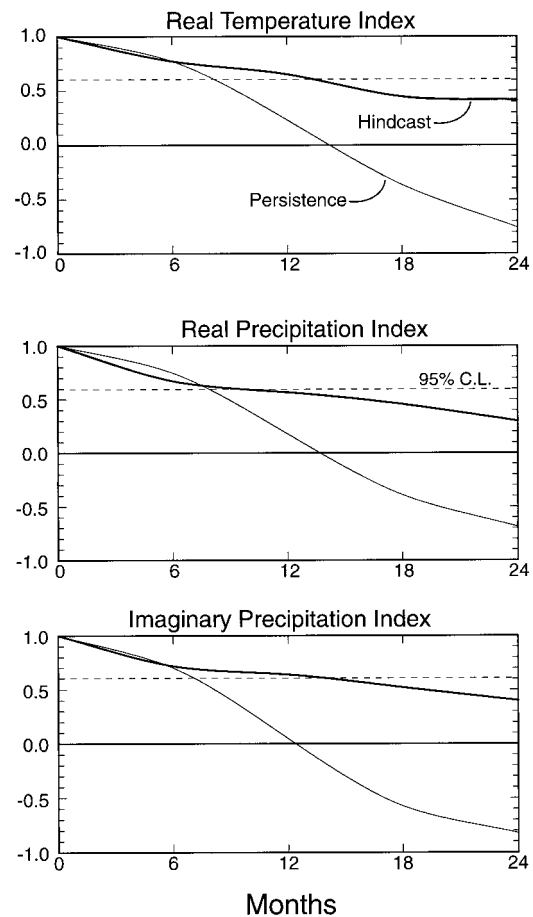 Real Temperature Index
1.0
0.5
0.0
-0.5
-1.0
Hindcast
Persistence
0 6 12 18 24
Real Precipitation Index
1.0
0.5
0.0
-0.5
-1.0
95% C.L.
0 6 12 18 24
Imaginary Precipitation Index
1.0
0.5
0.0
-0.5
-1.0
0 6 12 18 24
Months